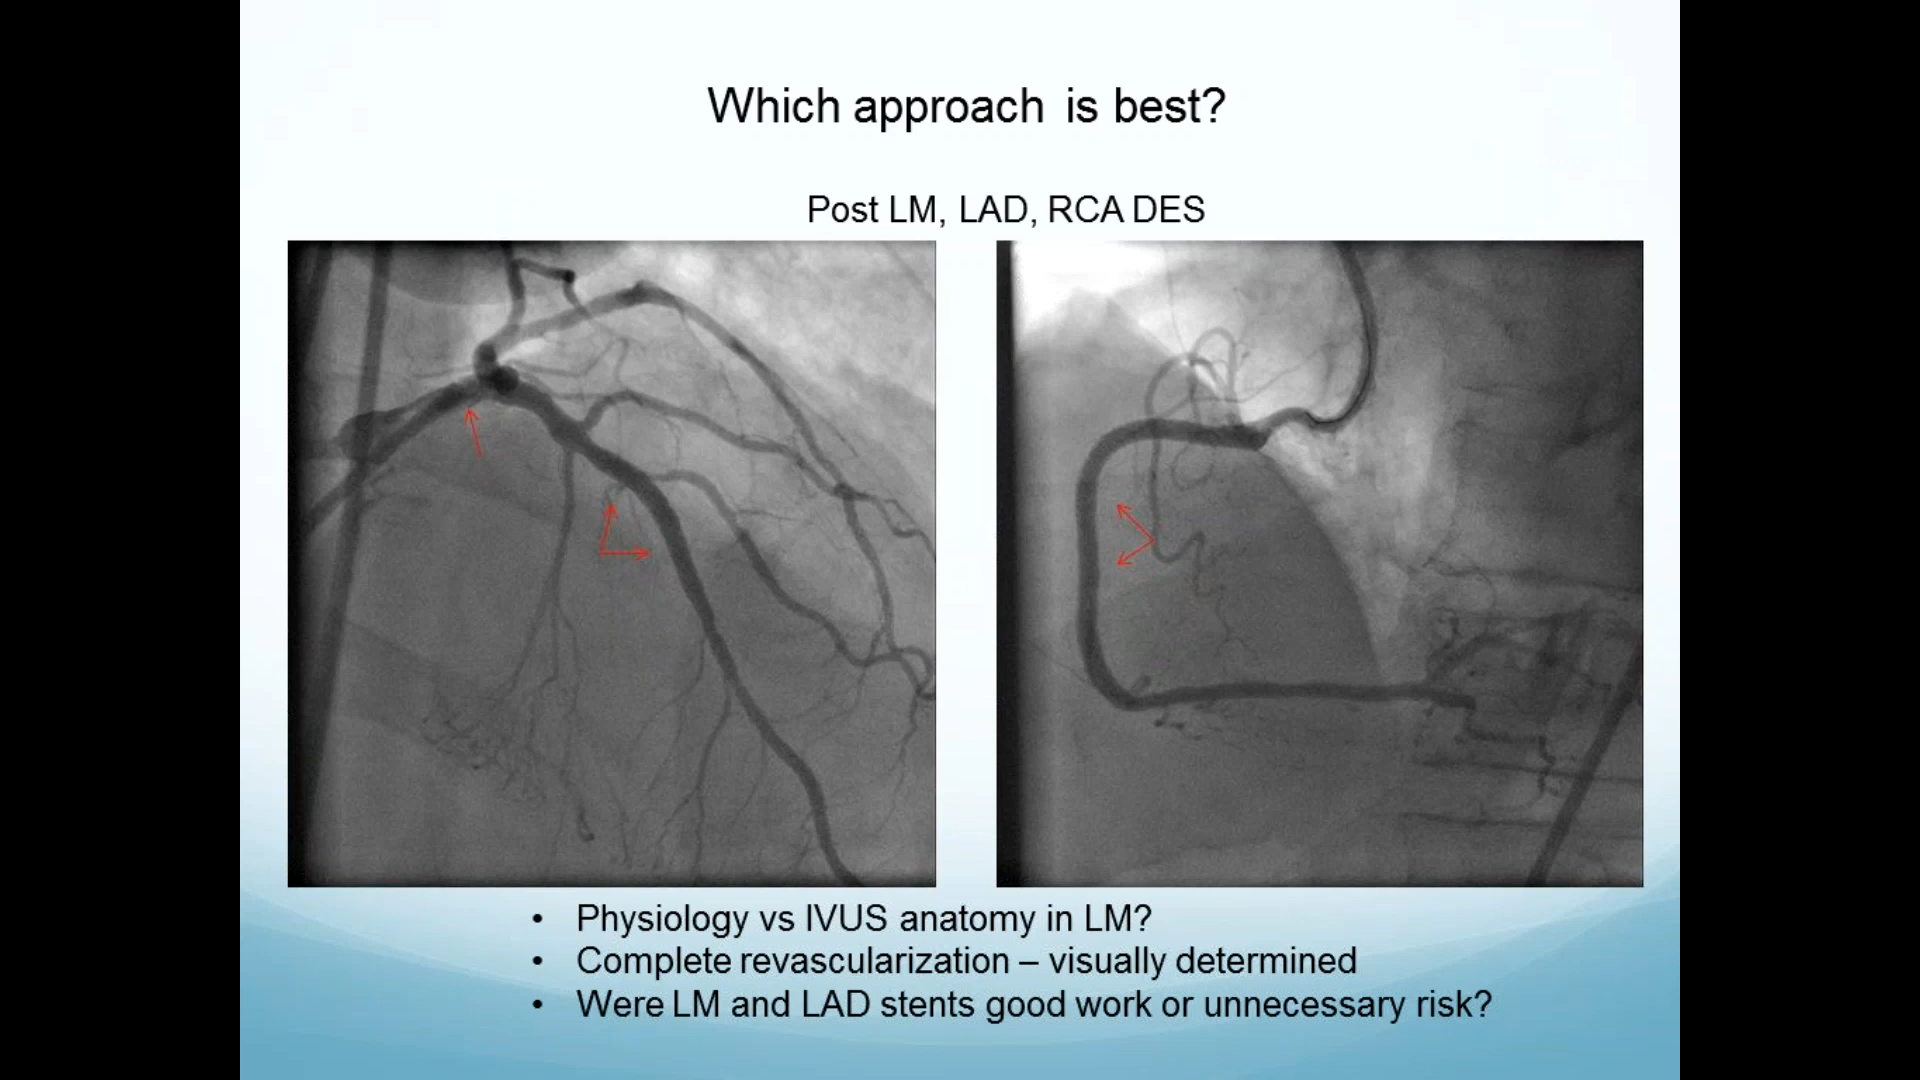 Which approach is best?
Post LM, LAD, RCA DES
• Physiology vs IVUS anatomy in LM?
• Complete revascularization – visually determined
• Were LM and LAD stents good work or unnecessary risk?